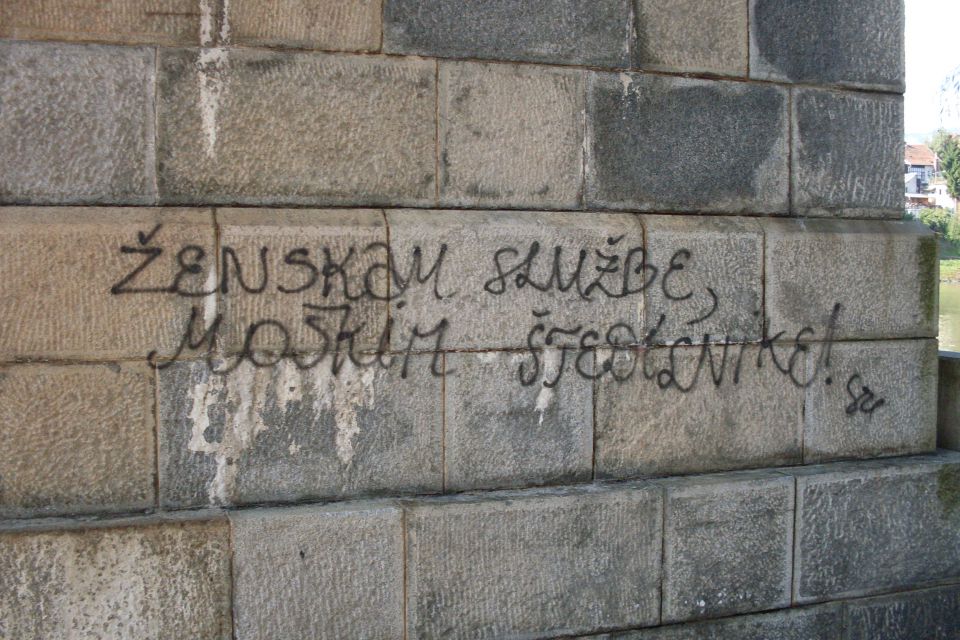 ŽENSKAM SLUŽBE,
MOŠKIM ŠTEDILNIKE!